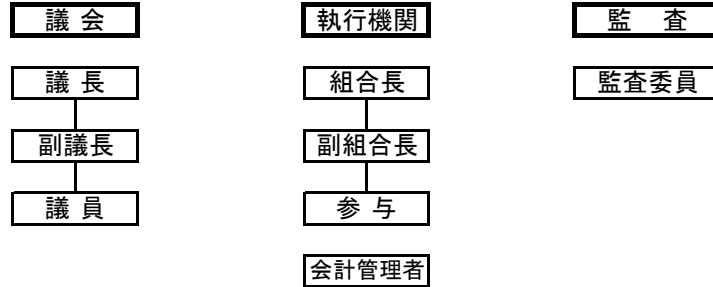 議 会
執行機関
監 査
議 長
組合長
監査委員
副議長
副組合長
議 員
参 与
会計管理者